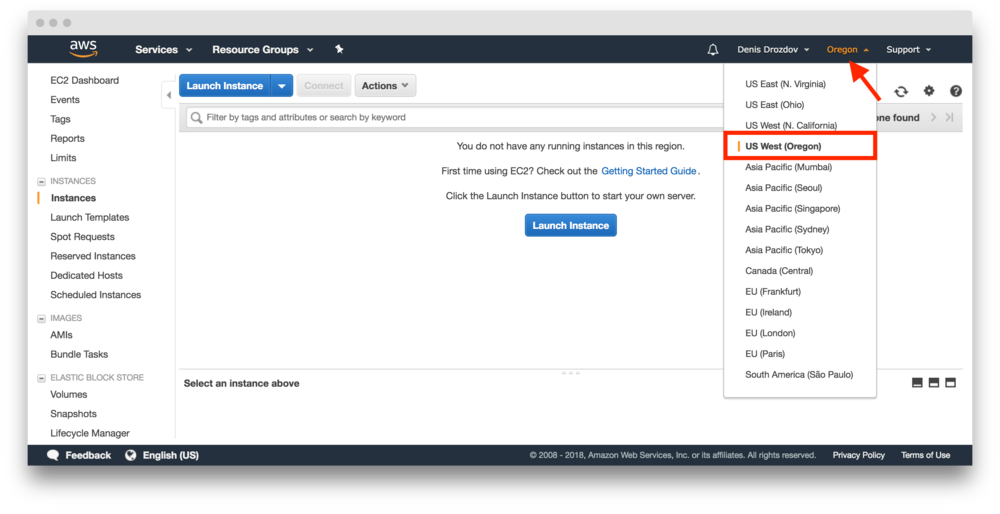 aws Services Resource Groups Denis Drozdov Oregon Support
EC2 Dashboard
Events
Tags
Reports
Limits
INSTANCES
Instances
Launch Templates
Spot Requests
Reserved Instances
Dedicated Hosts
Scheduled Instances
IMAGES
AMIs
Bundle Tasks
ELASTIC BLOCK STORE
Volumes
Snapshots
Lifecycle Manager
Launch Instance Connect Actions
Filter by tags and attributes or search by keyword
one found
You do not have any running instances in this region.
First time using EC2? Check out the Getting Started Guide.
Click the Launch Instance button to start your own server.
Launch Instance
Select an instance above
US East (N. Virginia)
US East (Ohio)
US West (N. California)
US West (Oregon)
Asia Pacific (Mumbai)
Asia Pacific (Seoul)
Asia Pacific (Singapore)
Asia Pacific (Sydney)
Asia Pacific (Tokyo)
Canada (Central)
EU (Frankfurt)
EU (Ireland)
EU (London)
EU (Paris)
South America (São Paulo)
Feedback English (US) © 2008 - 2018, Amazon Web Services, Inc. or its affiliates. All rights reserved. Privacy Policy Terms of Use